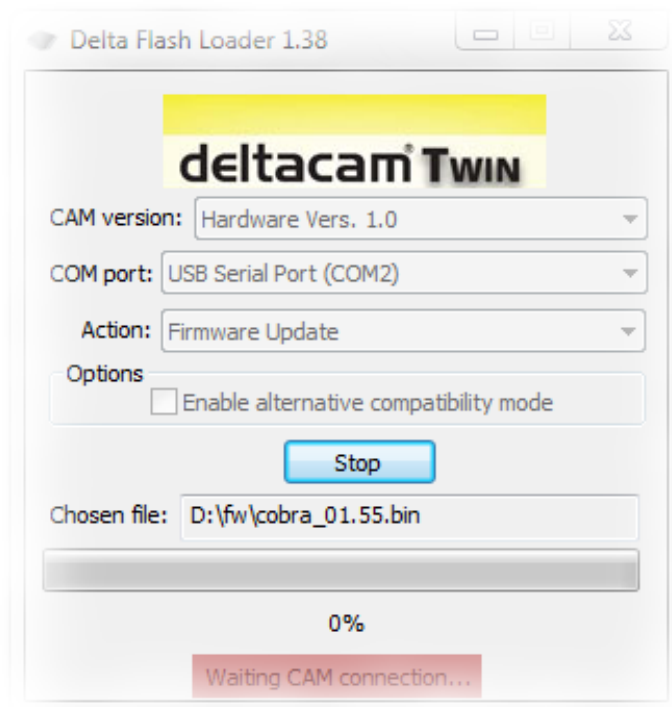 Delta Flash Loader 1.38
deltacam® TWIN
CAM version: Hardware Vers. 1.0
COM port: USB Serial Port (COM2)
Action: Firmware Update
Options
Enable alternative compatibility mode
Stop
Chosen file: D:\fw\cobra_01.55.bin
0%
Waiting CAM connection...